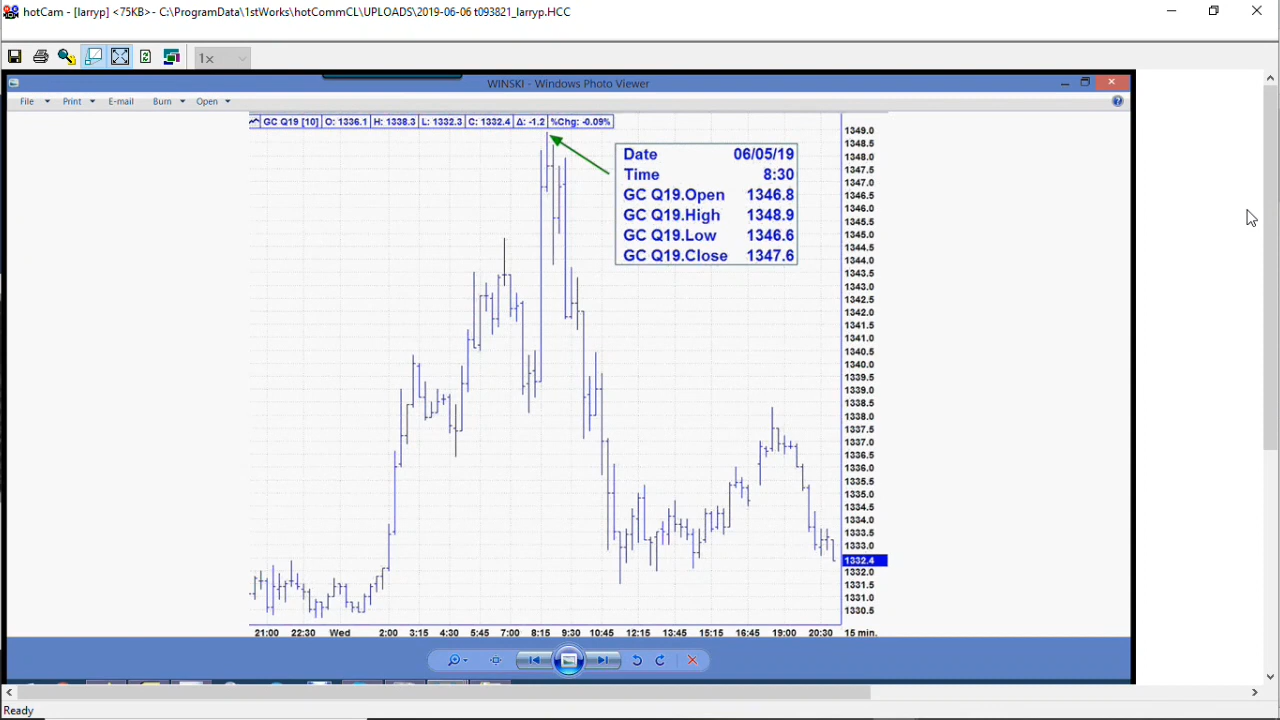 hotCam - [larryp] <75KB>- C:\ProgramData\1stWorks\hotCommCL\UPLOADS\2019-06-06 t093821_larryp.HCC
1x
WINSKI - Windows Photo Viewer
File Print E-mail Burn Open
GC Q19 [10] O: 1336.1 H: 1338.3 L: 1332.3 C: 1332.4 Δ: -1.2 %Chg: -0.09%
Date 06/05/19
Time 8:30
GC Q19.Open 1346.8
GC Q19.High 1348.9
GC Q19.Low 1346.6
GC Q19.Close 1347.6
1349.0
1348.5
1348.0
1347.5
1347.0
1346.5
1346.0
1345.5
1345.0
1344.5
1344.0
1343.5
1343.0
1342.5
1342.0
1341.5
1341.0
1340.5
1340.0
1339.5
1339.0
1338.5
1338.0
1337.5
1337.0
1336.5
1336.0
1335.5
1335.0
1334.5
1334.0
1333.5
1333.0
1332.4
1332.0
1331.5
1331.0
1330.5
21:00 22:30 Wed 2:00 3:15 4:30 5:45 7:00 8:15 9:30 10:45 12:15 13:45 15:15 16:45 19:00 20:30 15 min.
Ready